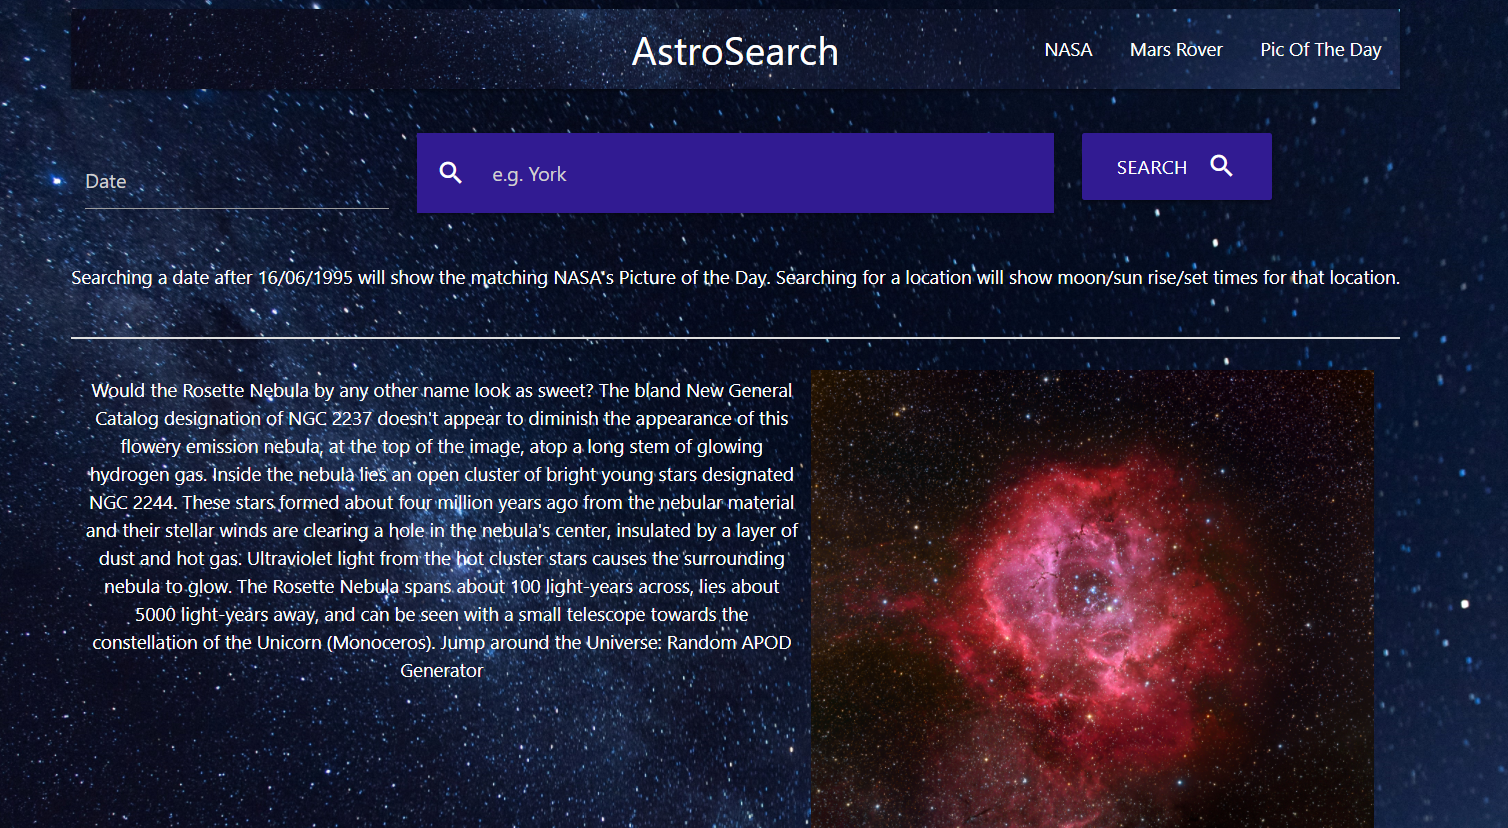 AstroSearch
NASA Mars Rover Pic Of The Day
Date
e.g. York
SEARCH
Searching a date after 16/06/1995 will show the matching NASA's Picture of the Day. Searching for a location will show moon/sun rise/set times for that location.
Would the Rosette Nebula by any other name look as sweet? The bland New General
Catalog designation of NGC 2237 doesn't appear to diminish the appearance of this
flowery emission nebula, at the top of the image, atop a long stem of glowing
hydrogen gas. Inside the nebula lies an open cluster of bright young stars designated
NGC 2244. These stars formed about four million years ago from the nebular material
and their stellar winds are clearing a hole in the nebula's center, insulated by a layer of
dust and hot gas. Ultraviolet light from the hot cluster stars causes the surrounding
nebula to glow. The Rosette Nebula spans about 100 light-years across, lies about
5000 light-years away, and can be seen with a small telescope towards the
constellation of the Unicorn (Monoceros). Jump around the Universe: Random APOD
Generator